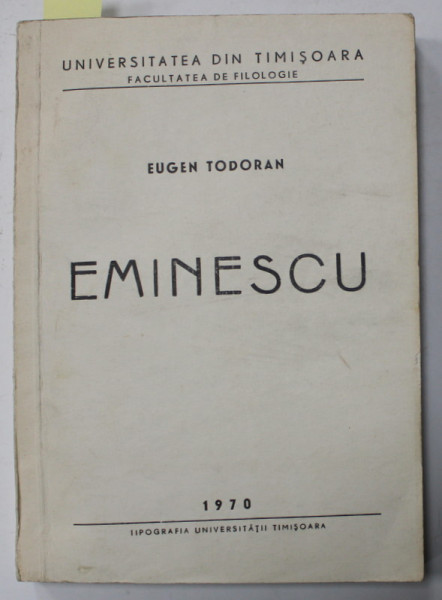 UNIVERSITATEA DIN TIMIŞOARA
FACULTATEA DE FILOLOGIE
EUGEN TODORAN
EMINESCU
1970
TIPOGRAFIA UNIVERSITĂŢII TIMIŞOARA